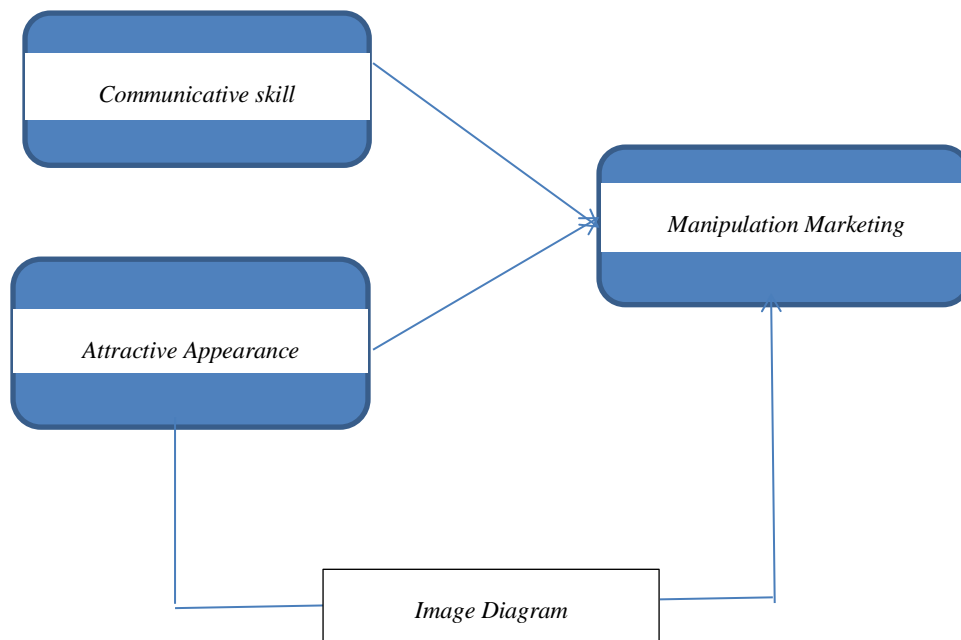 Communicative skill
Manipulation Marketing
Attractive Appearance
Image Diagram